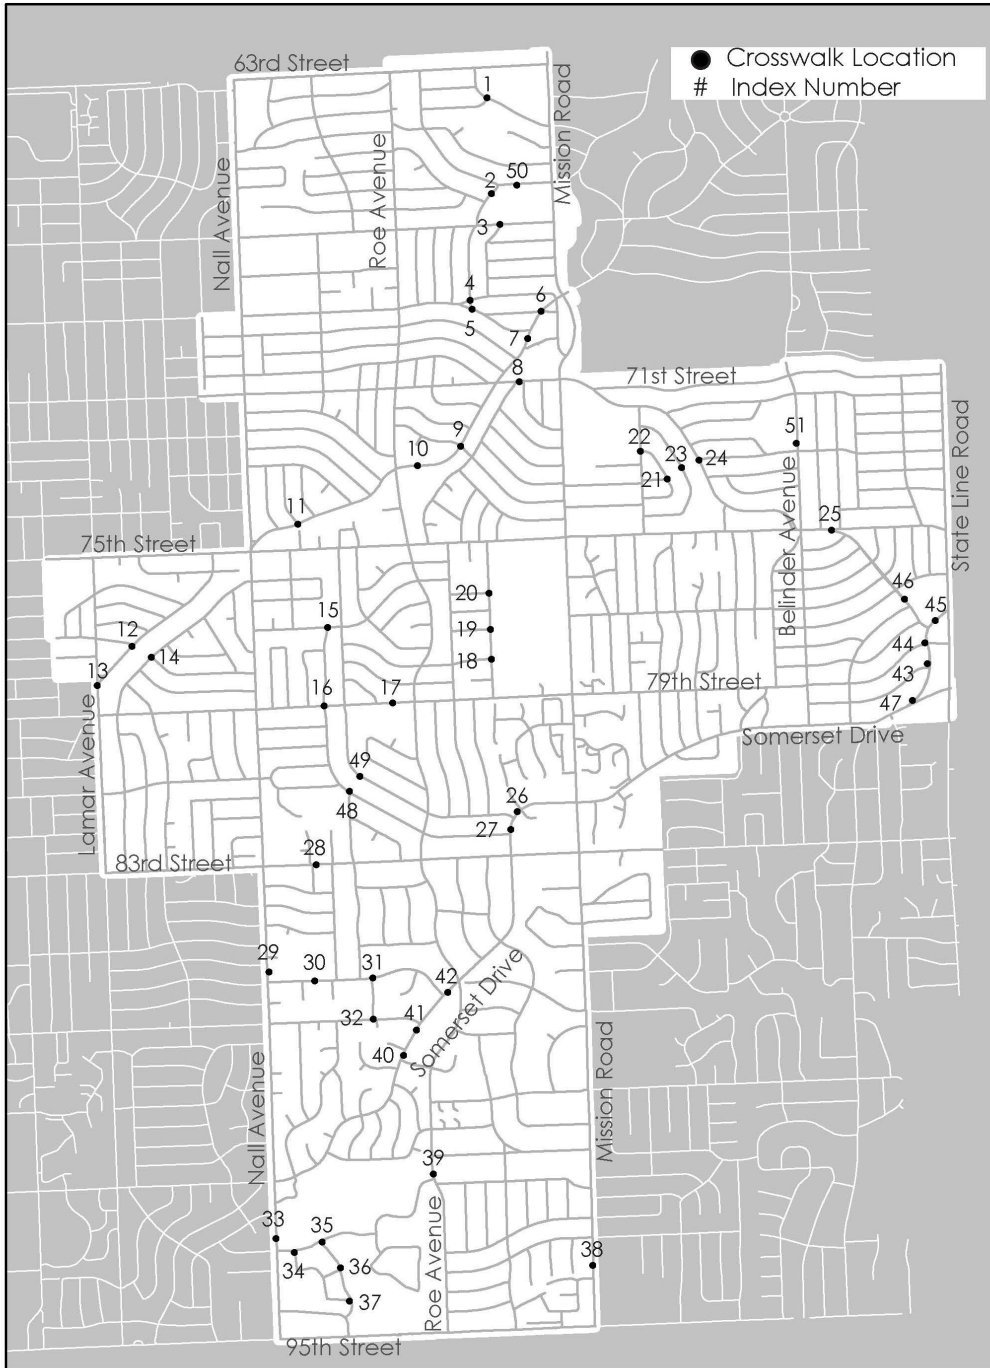 63rd Street
Mission Road
Crosswalk Location
# Index Number
1
Nall Avenue
Roe Avenue
2
50
3
4
5
6
7
8
71st Street
9
10
11
22
23
21
24
51
Belinder Avenue
25
State Line Road
75th Street
20
19
18
15
12
14
13
16
17
46
45
44
43
47
79th Street
Somerset Drive
Lamar Avenue
49
48
26
27
83rd Street
28
29
30
31
32
42
41
40
Somerset Drive
Nall Avenue
Mission Road
39
33
34
35
36
37
Roe Avenue
38
95th Street